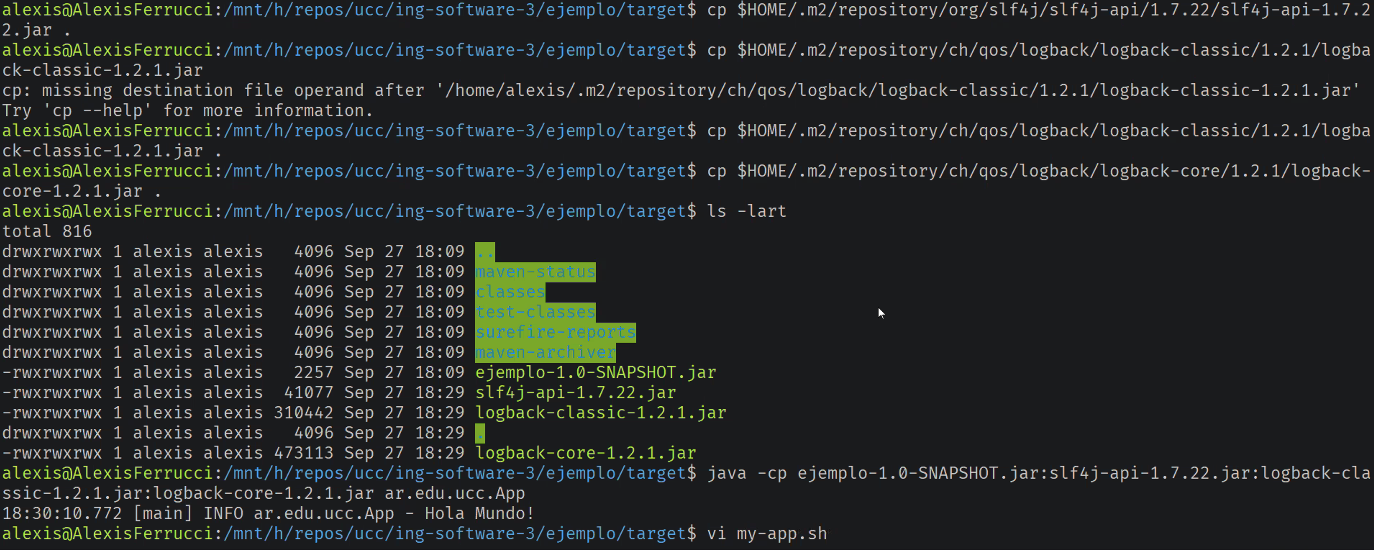 alexis@AlexisFerrucci:/mnt/h/repos/ucc/ing-software-3/ejemplo/target$ cp $HOME/.m2/repository/org/slf4j/slf4j-api/1.7.22/slf4j-api-1.7.2
2.jar .
alexis@AlexisFerrucci:/mnt/h/repos/ucc/ing-software-3/ejemplo/target$ cp $HOME/.m2/repository/ch/qos/logback/logback-classic/1.2.1/logba
ck-classic-1.2.1.jar
cp: missing destination file operand after '/home/alexis/.m2/repository/ch/qos/logback/logback-classic/1.2.1/logback-classic-1.2.1.jar'
Try 'cp --help' for more information.
alexis@AlexisFerrucci:/mnt/h/repos/ucc/ing-software-3/ejemplo/target$ cp $HOME/.m2/repository/ch/qos/logback/logback-classic/1.2.1/logba
ck-classic-1.2.1.jar .
alexis@AlexisFerrucci:/mnt/h/repos/ucc/ing-software-3/ejemplo/target$ cp $HOME/.m2/repository/ch/qos/logback/logback-core/1.2.1/logback-
core-1.2.1.jar .
alexis@AlexisFerrucci:/mnt/h/repos/ucc/ing-software-3/ejemplo/target$ ls -lart
total 816
drwxrwxrwx 1 alexis alexis   4096 Sep 27 18:09 ..
drwxrwxrwx 1 alexis alexis   4096 Sep 27 18:09 maven-status
drwxrwxrwx 1 alexis alexis   4096 Sep 27 18:09 classes
drwxrwxrwx 1 alexis alexis   4096 Sep 27 18:09 test-classes
drwxrwxrwx 1 alexis alexis   4096 Sep 27 18:09 surefire-reports
drwxrwxrwx 1 alexis alexis   4096 Sep 27 18:09 maven-archiver
-rwxrwxrwx 1 alexis alexis   2257 Sep 27 18:09 ejemplo-1.0-SNAPSHOT.jar
-rwxrwxrwx 1 alexis alexis  41077 Sep 27 18:29 slf4j-api-1.7.22.jar
-rwxrwxrwx 1 alexis alexis 310442 Sep 27 18:29 logback-classic-1.2.1.jar
drwxrwxrwx 1 alexis alexis   4096 Sep 27 18:29 .
-rwxrwxrwx 1 alexis alexis 473113 Sep 27 18:29 logback-core-1.2.1.jar
alexis@AlexisFerrucci:/mnt/h/repos/ucc/ing-software-3/ejemplo/target$ java -cp ejemplo-1.0-SNAPSHOT.jar:slf4j-api-1.7.22.jar:logback-cla
ssic-1.2.1.jar:logback-core-1.2.1.jar ar.edu.ucc.App
18:30:10.772 [main] INFO ar.edu.ucc.App - Hola Mundo!
alexis@AlexisFerrucci:/mnt/h/repos/ucc/ing-software-3/ejemplo/target$ vi my-app.sh